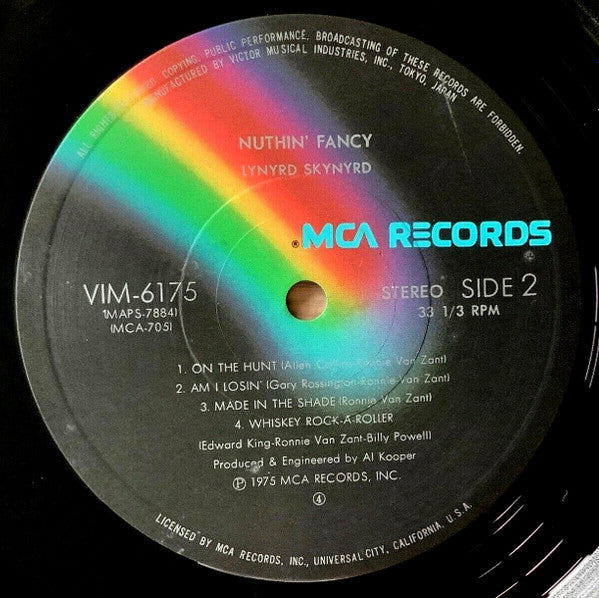 ALL RIGHTS RESERVED. COPYING, PUBLIC PERFORMANCE, BROADCASTING OF THESE RECORDS ARE FORBIDDEN.
MANUFACTURED BY VICTOR MUSICAL INDUSTRIES, INC., TOKYO, JAPAN
NUTHIN' FANCY
LYNYRD SKYNYRD
® MCA RECORDS
VIM-6175
(MAPS-7884)
(MCA-705)
STEREO SIDE 2
33 1/3 RPM
1. ON THE HUNT (Allen Collins-Ronnie Van Zant)
2. AM I LOSIN' (Gary Rossington-Ronnie Van Zant)
3. MADE IN THE SHADE (Ronnie Van Zant)
4. WHISKEY ROCK-A-ROLLER
(Edward King-Ronnie Van Zant-Billy Powell)
Produced & Engineered by Al Kooper
Ⓟ 1975 MCA RECORDS, INC.
④
LICENSED BY MCA RECORDS, INC., UNIVERSAL CITY, CALIFORNIA, U.S.A.